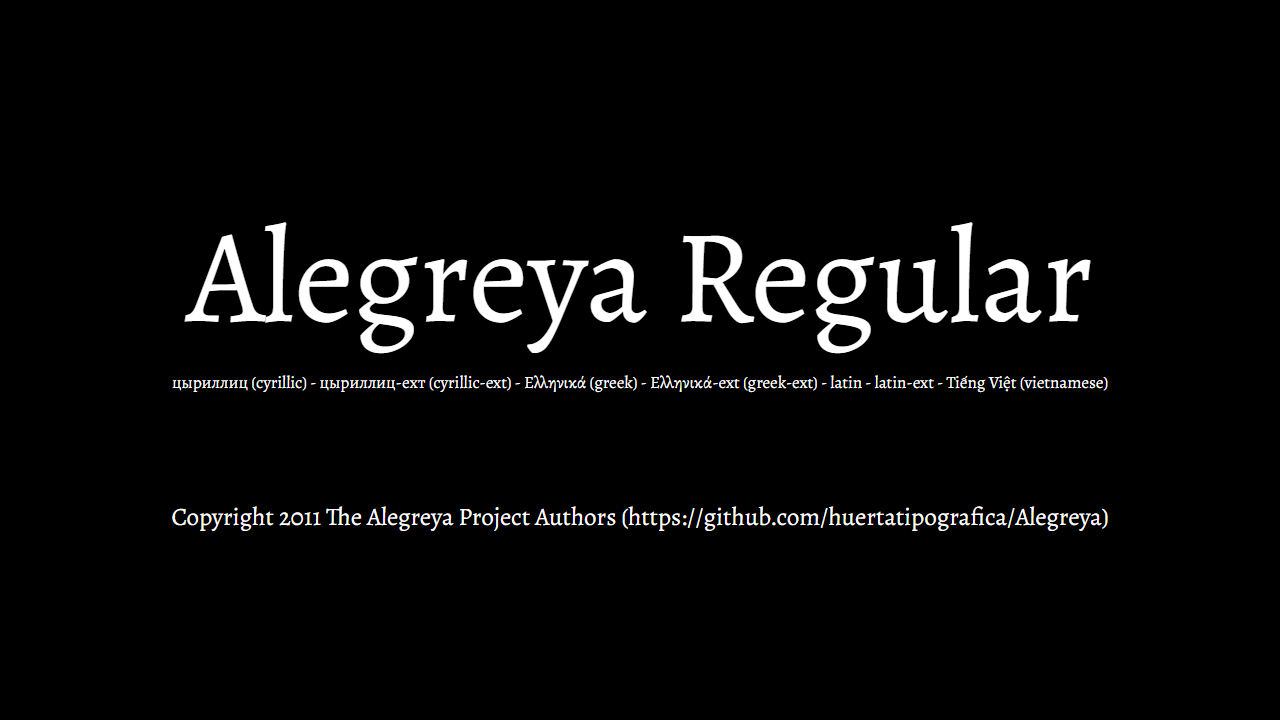 Alegreya Regular
цыриллиц (cyrillic) - цыриллиц-ехт (cyrillic-ext) - Ελληνικά (greek) - Ελληνικά-ext (greek-ext) - latin - latin-ext - Tiếng Việt (vietnamese)
Copyright 2011 The Alegreya Project Authors (https://github.com/huertatipografica/Alegreya)